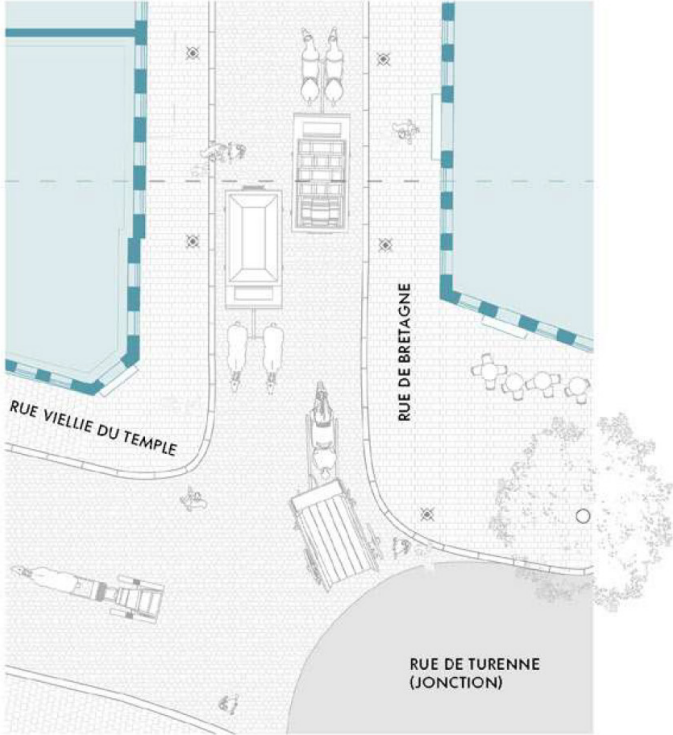 RUE DE BRETAGNE
RUE VIELLIE DU TEMPLE
RUE DE TURENNE
(JONCTION)